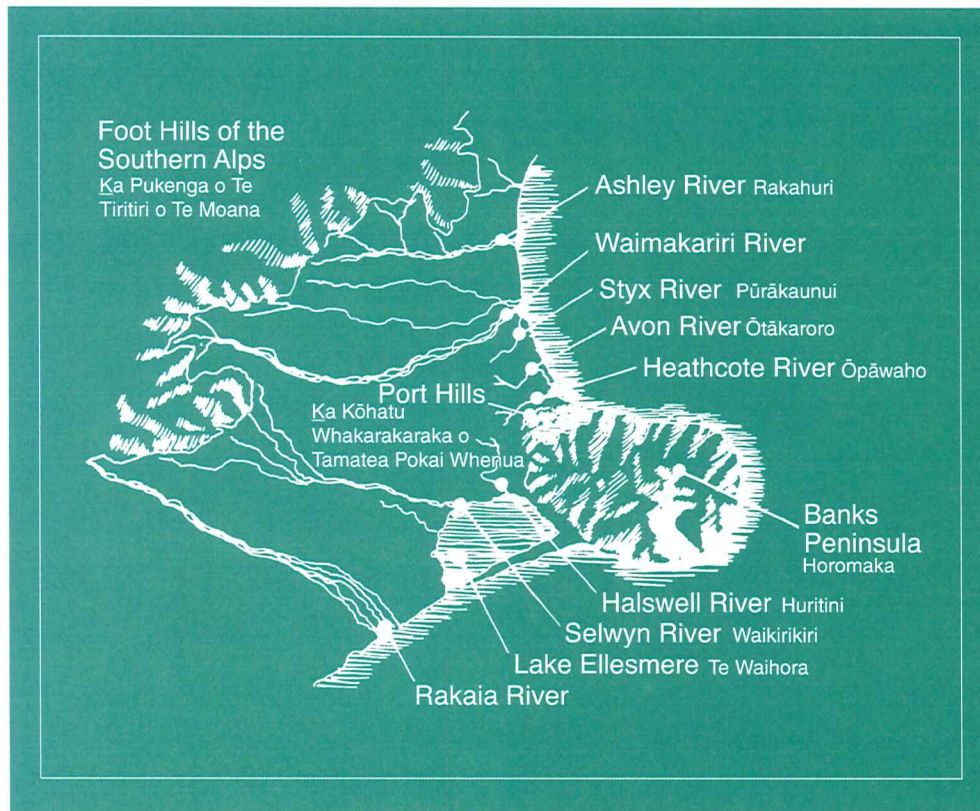 Foot Hills of the
Southern Alps
Ka Pukenga o Te
Tiritiri o Te Moana
Ashley River Rakahuri
Waimakariri River
Styx River Pūrākaunui
Avon River Ōtākaroro
Heathcote River Ōpāwaho
Port Hills
Ka Kōhatu
Whakarakaraka o
Tamatea Pokai Whenua
Banks
Peninsula
Horomaka
Halswell River Huritini
Selwyn River Waikirikiri
Lake Ellesmere Te Waihora
Rakaia River